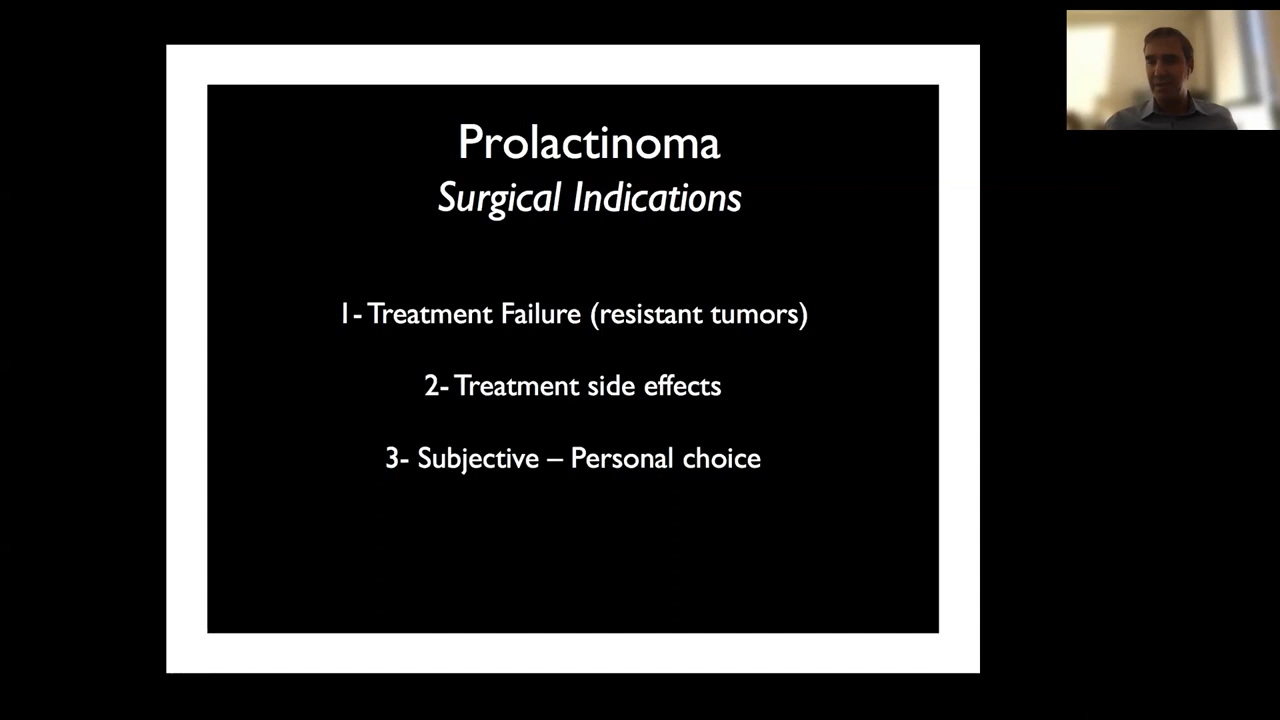 Prolactinoma
Surgical Indications
1- Treatment Failure (resistant tumors)
2- Treatment side effects
3- Subjective – Personal choice